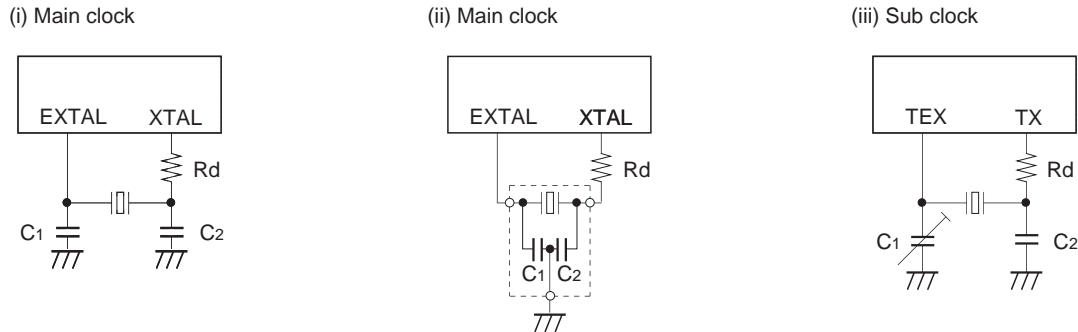 (i) Main clock
EXTAL XTAL
Rd
C1 C2
(ii) Main clock
EXTAL XTAL
Rd
C1 C2
(iii) Sub clock
TEX TX
Rd
C1 C2